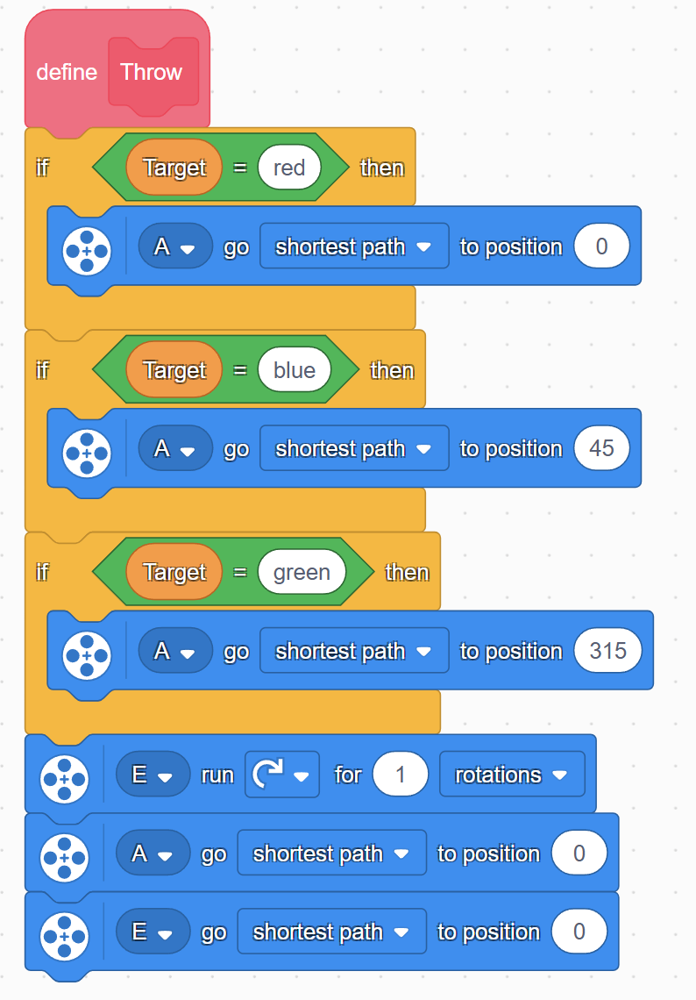 define Throw
if Target = red then
A go shortest path to position 0
if Target = blue then
A go shortest path to position 45
if Target = green then
A go shortest path to position 315
E run for 1 rotations
A go shortest path to position 0
E go shortest path to position 0